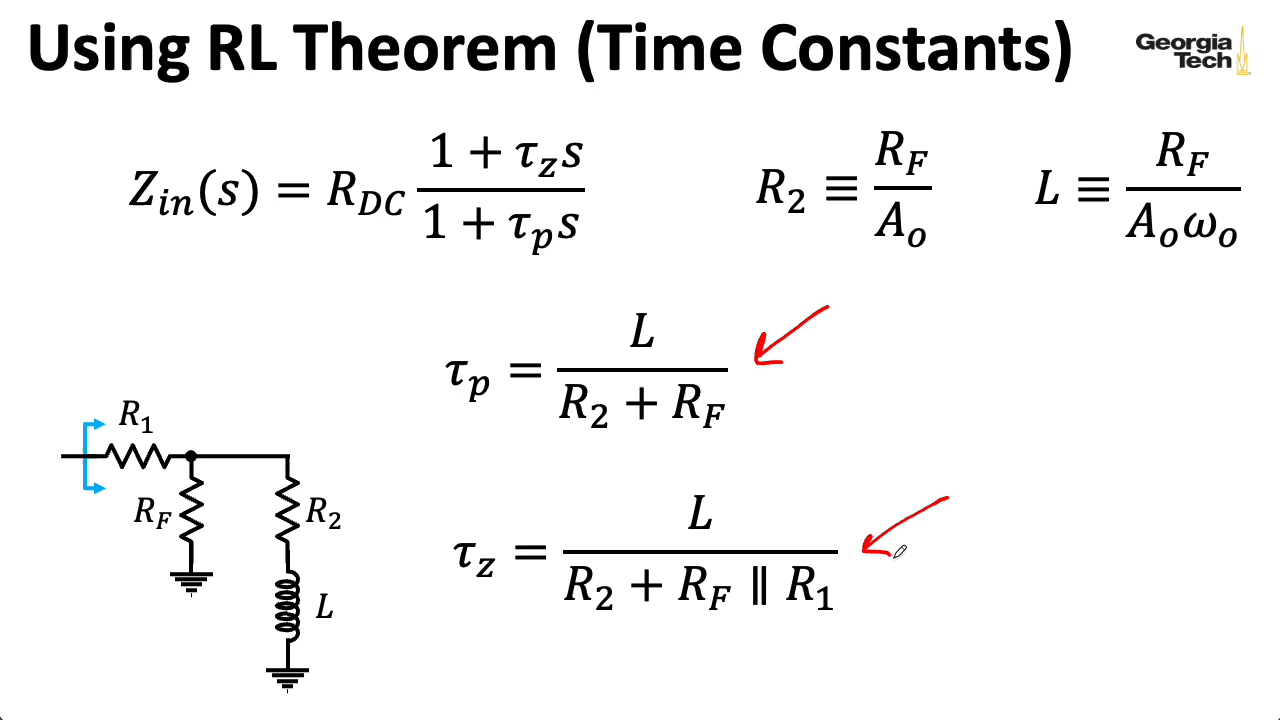 Using RL Theorem (Time Constants)
Georgia
Tech
Z_in(s) = R_DC (1 + τ_z s)/(1 + τ_p s)
R_2 ≡ R_F/A_o
L ≡ R_F/(A_o ω_o)
τ_p = L/(R_2 + R_F)
R_1
R_F
R_2
L
τ_z = L/(R_2 + R_F ∥ R_1)